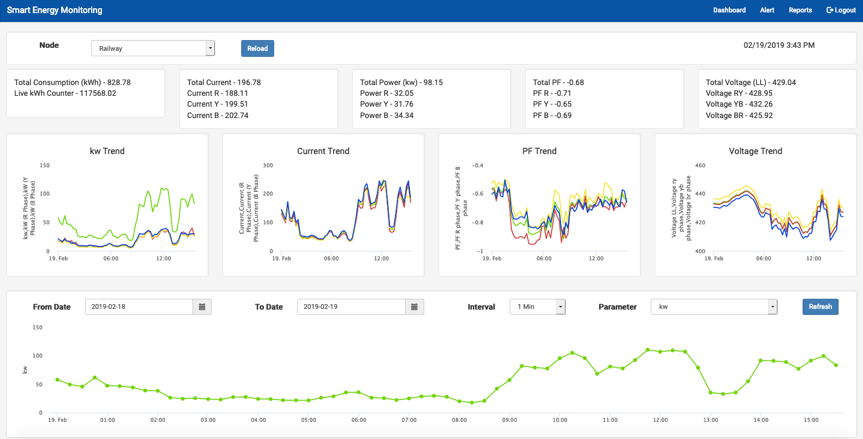 Smart Energy Monitoring
Dashboard Alert Reports Logout
Node Railway Reload 02/19/2019 3:43 PM
Total Consumption (kWh) - 828.78
Live kWh Counter - 117568.02
Total Current - 196.78
Current R - 188.11
Current Y - 199.51
Current B - 202.74
Total Power (kw) - 98.15
Power R - 32.05
Power Y - 31.76
Power B - 34.34
Total PF - -0.68
PF R - -0.71
PF Y - -0.65
PF B - -0.69
Total Voltage (LL) - 429.04
Voltage RY - 428.95
Voltage YB - 432.26
Voltage BR - 425.92
kw Trend
kw,kW (R Phase),kW (Y
Phase),kW (B Phase)
150
100
50
0
19. Feb 06:00 12:00
Current Trend
Current,Current (R
Phase),Current (Y
Phase),Current (B Phase)
300
200
100
0
19. Feb 06:00 12:00
PF Trend
PF,PF R phase,PF Y phase,PF B
phase
-0.4
-0.6
-0.8
-1
19. Feb 06:00 12:00
Voltage Trend
Voltage LL,Voltage ry
phase,Voltage yb
phase,Voltage br phase
460
440
420
400
19. Feb 06:00 12:00
From Date 2019-02-18 To Date 2019-02-19 Interval 1 Min Parameter kw Refresh
kw
150
100
50
0
19. Feb 01:00 02:00 03:00 04:00 05:00 06:00 07:00 08:00 09:00 10:00 11:00 12:00 13:00 14:00 15:00